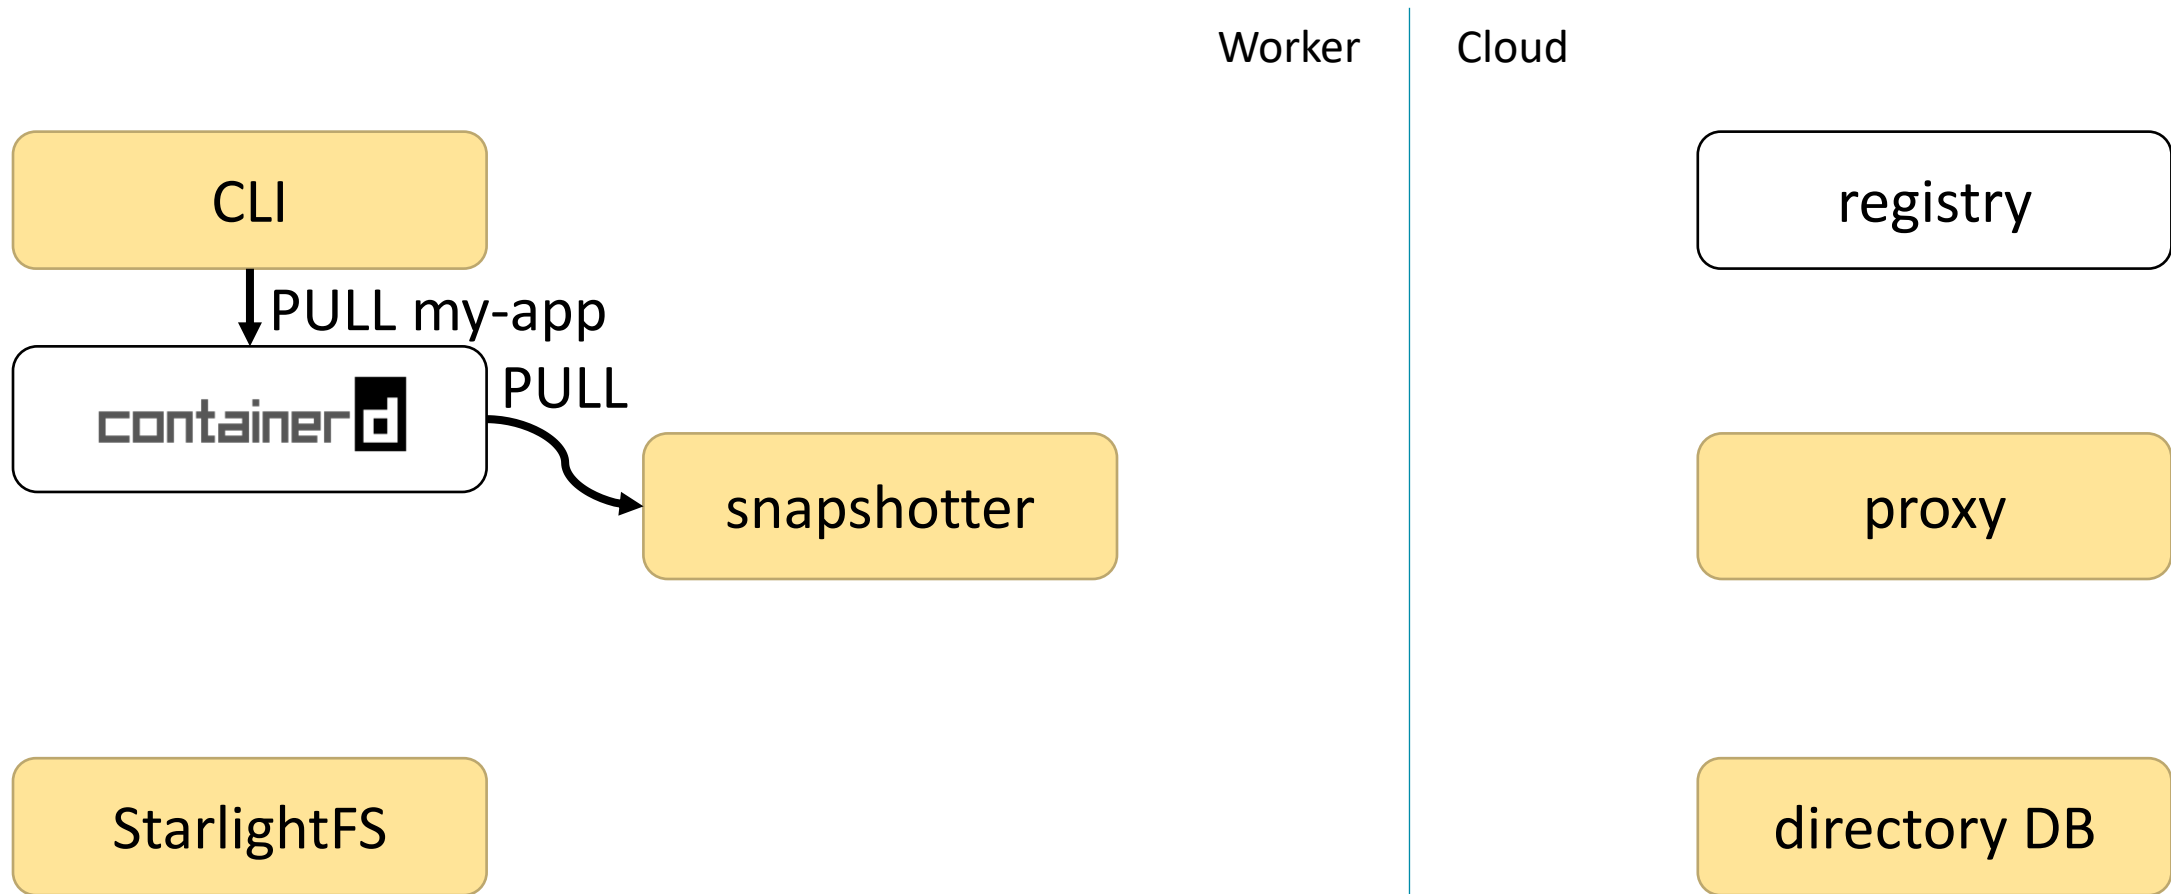 Worker
Cloud
CLI
registry
PULL my-app
containerd
PULL
snapshotter
proxy
StarlightFS
directory DB